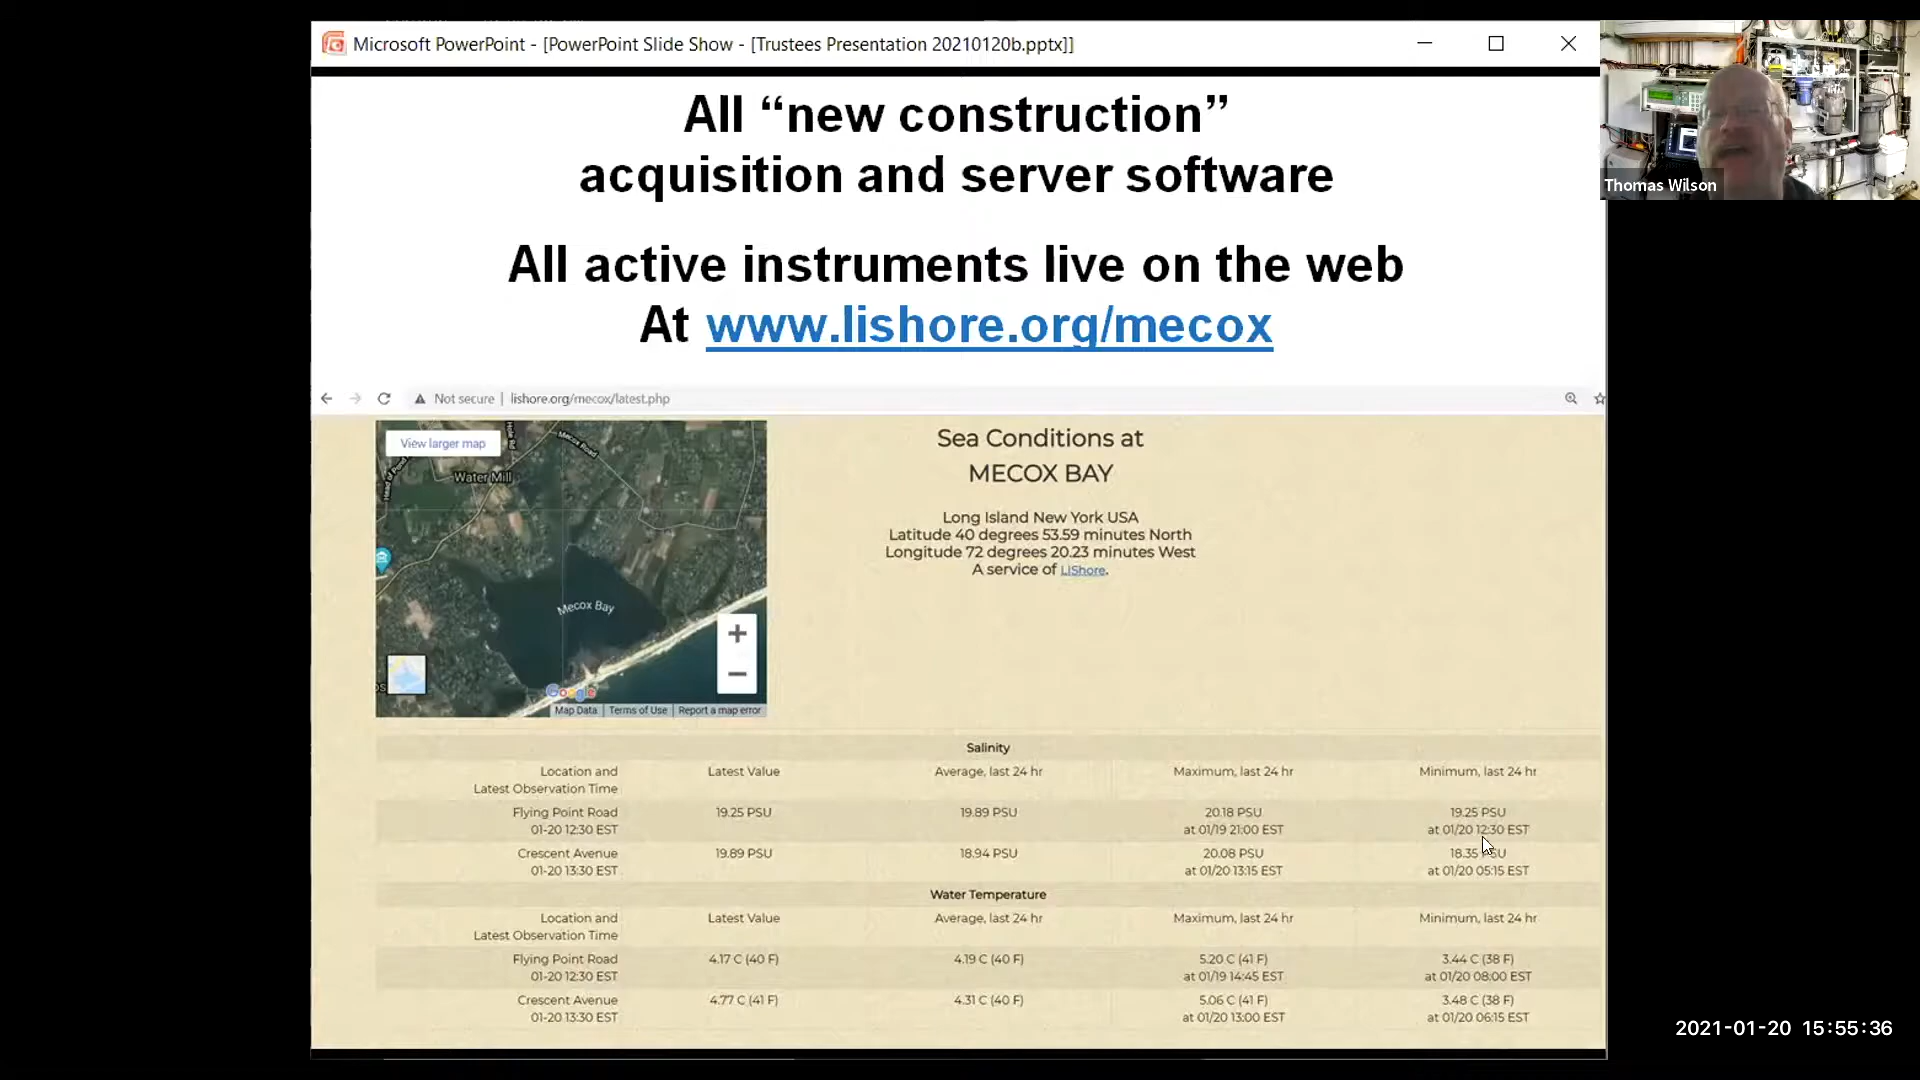 Microsoft PowerPoint - [PowerPoint Slide Show - [Trustees Presentation 20210120b.pptx]]
Thomas Wilson
All “new construction”
acquisition and server software
All active instruments live on the web
At www.lishore.org/mecox
Not secure | lishore.org/mecox/latest.php
View larger map
Mecox Road
Water Mill
Mecox Bay
Google
Map Data Terms of Use Report a map error
Sea Conditions at
MECOX BAY
Long Island New York USA
Latitude 40 degrees 53.59 minutes North
Longitude 72 degrees 20.23 minutes West
A service of LIShore.
Salinity
Location and Latest Value Average, last 24 hr Maximum, last 24 hr Minimum, last 24 hr
Latest Observation Time
Flying Point Road 19.25 PSU 19.89 PSU 20.18 PSU 19.25 PSU
01-20 12:30 EST at 01/19 21:00 EST at 01/20 12:30 EST
Crescent Avenue 19.89 PSU 18.94 PSU 20.08 PSU 18.35 PSU
01-20 13:30 EST at 01/20 13:15 EST at 01/20 05:15 EST
Water Temperature
Location and Latest Value Average, last 24 hr Maximum, last 24 hr Minimum, last 24 hr
Latest Observation Time
Flying Point Road 4.17 C (40 F) 4.19 C (40 F) 5.20 C (41 F) 3.44 C (38 F)
01-20 12:30 EST at 01/19 14:45 EST at 01/20 08:00 EST
Crescent Avenue 4.77 C (41 F) 4.31 C (40 F) 5.06 C (41 F) 3.48 C (38 F)
01-20 13:30 EST at 01/20 13:00 EST at 01/20 06:15 EST
2021-01-20 15:55:36